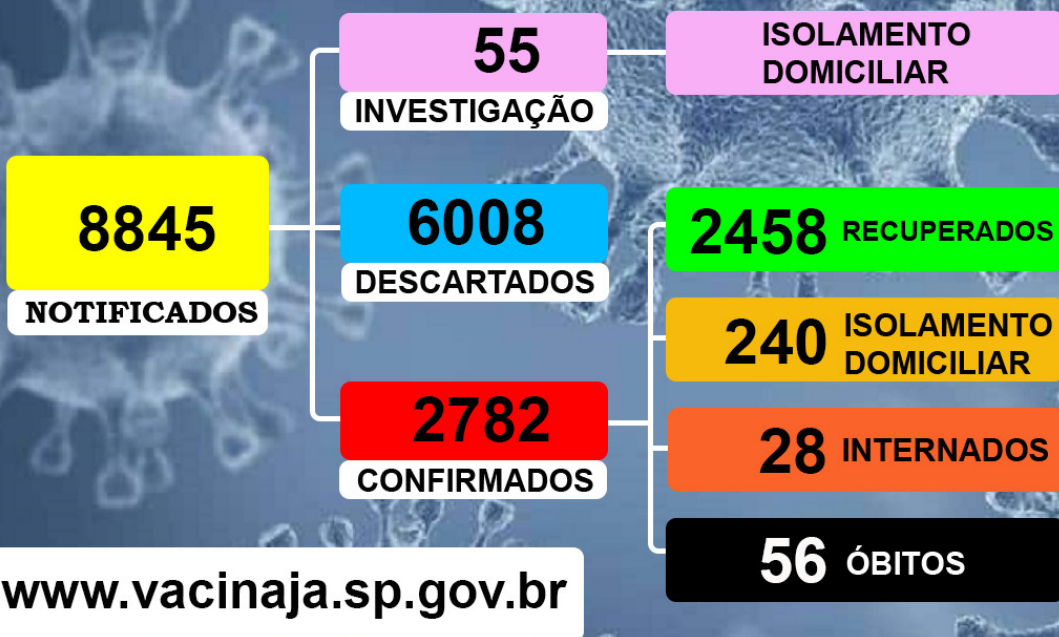 8845
NOTIFICADOS
55
INVESTIGAÇÃO
ISOLAMENTO
DOMICILIAR
6008
DESCARTADOS
2782
CONFIRMADOS
2458 RECUPERADOS
240 ISOLAMENTO
DOMICILIAR
28 INTERNADOS
56 ÓBITOS
www.vacinaja.sp.gov.br